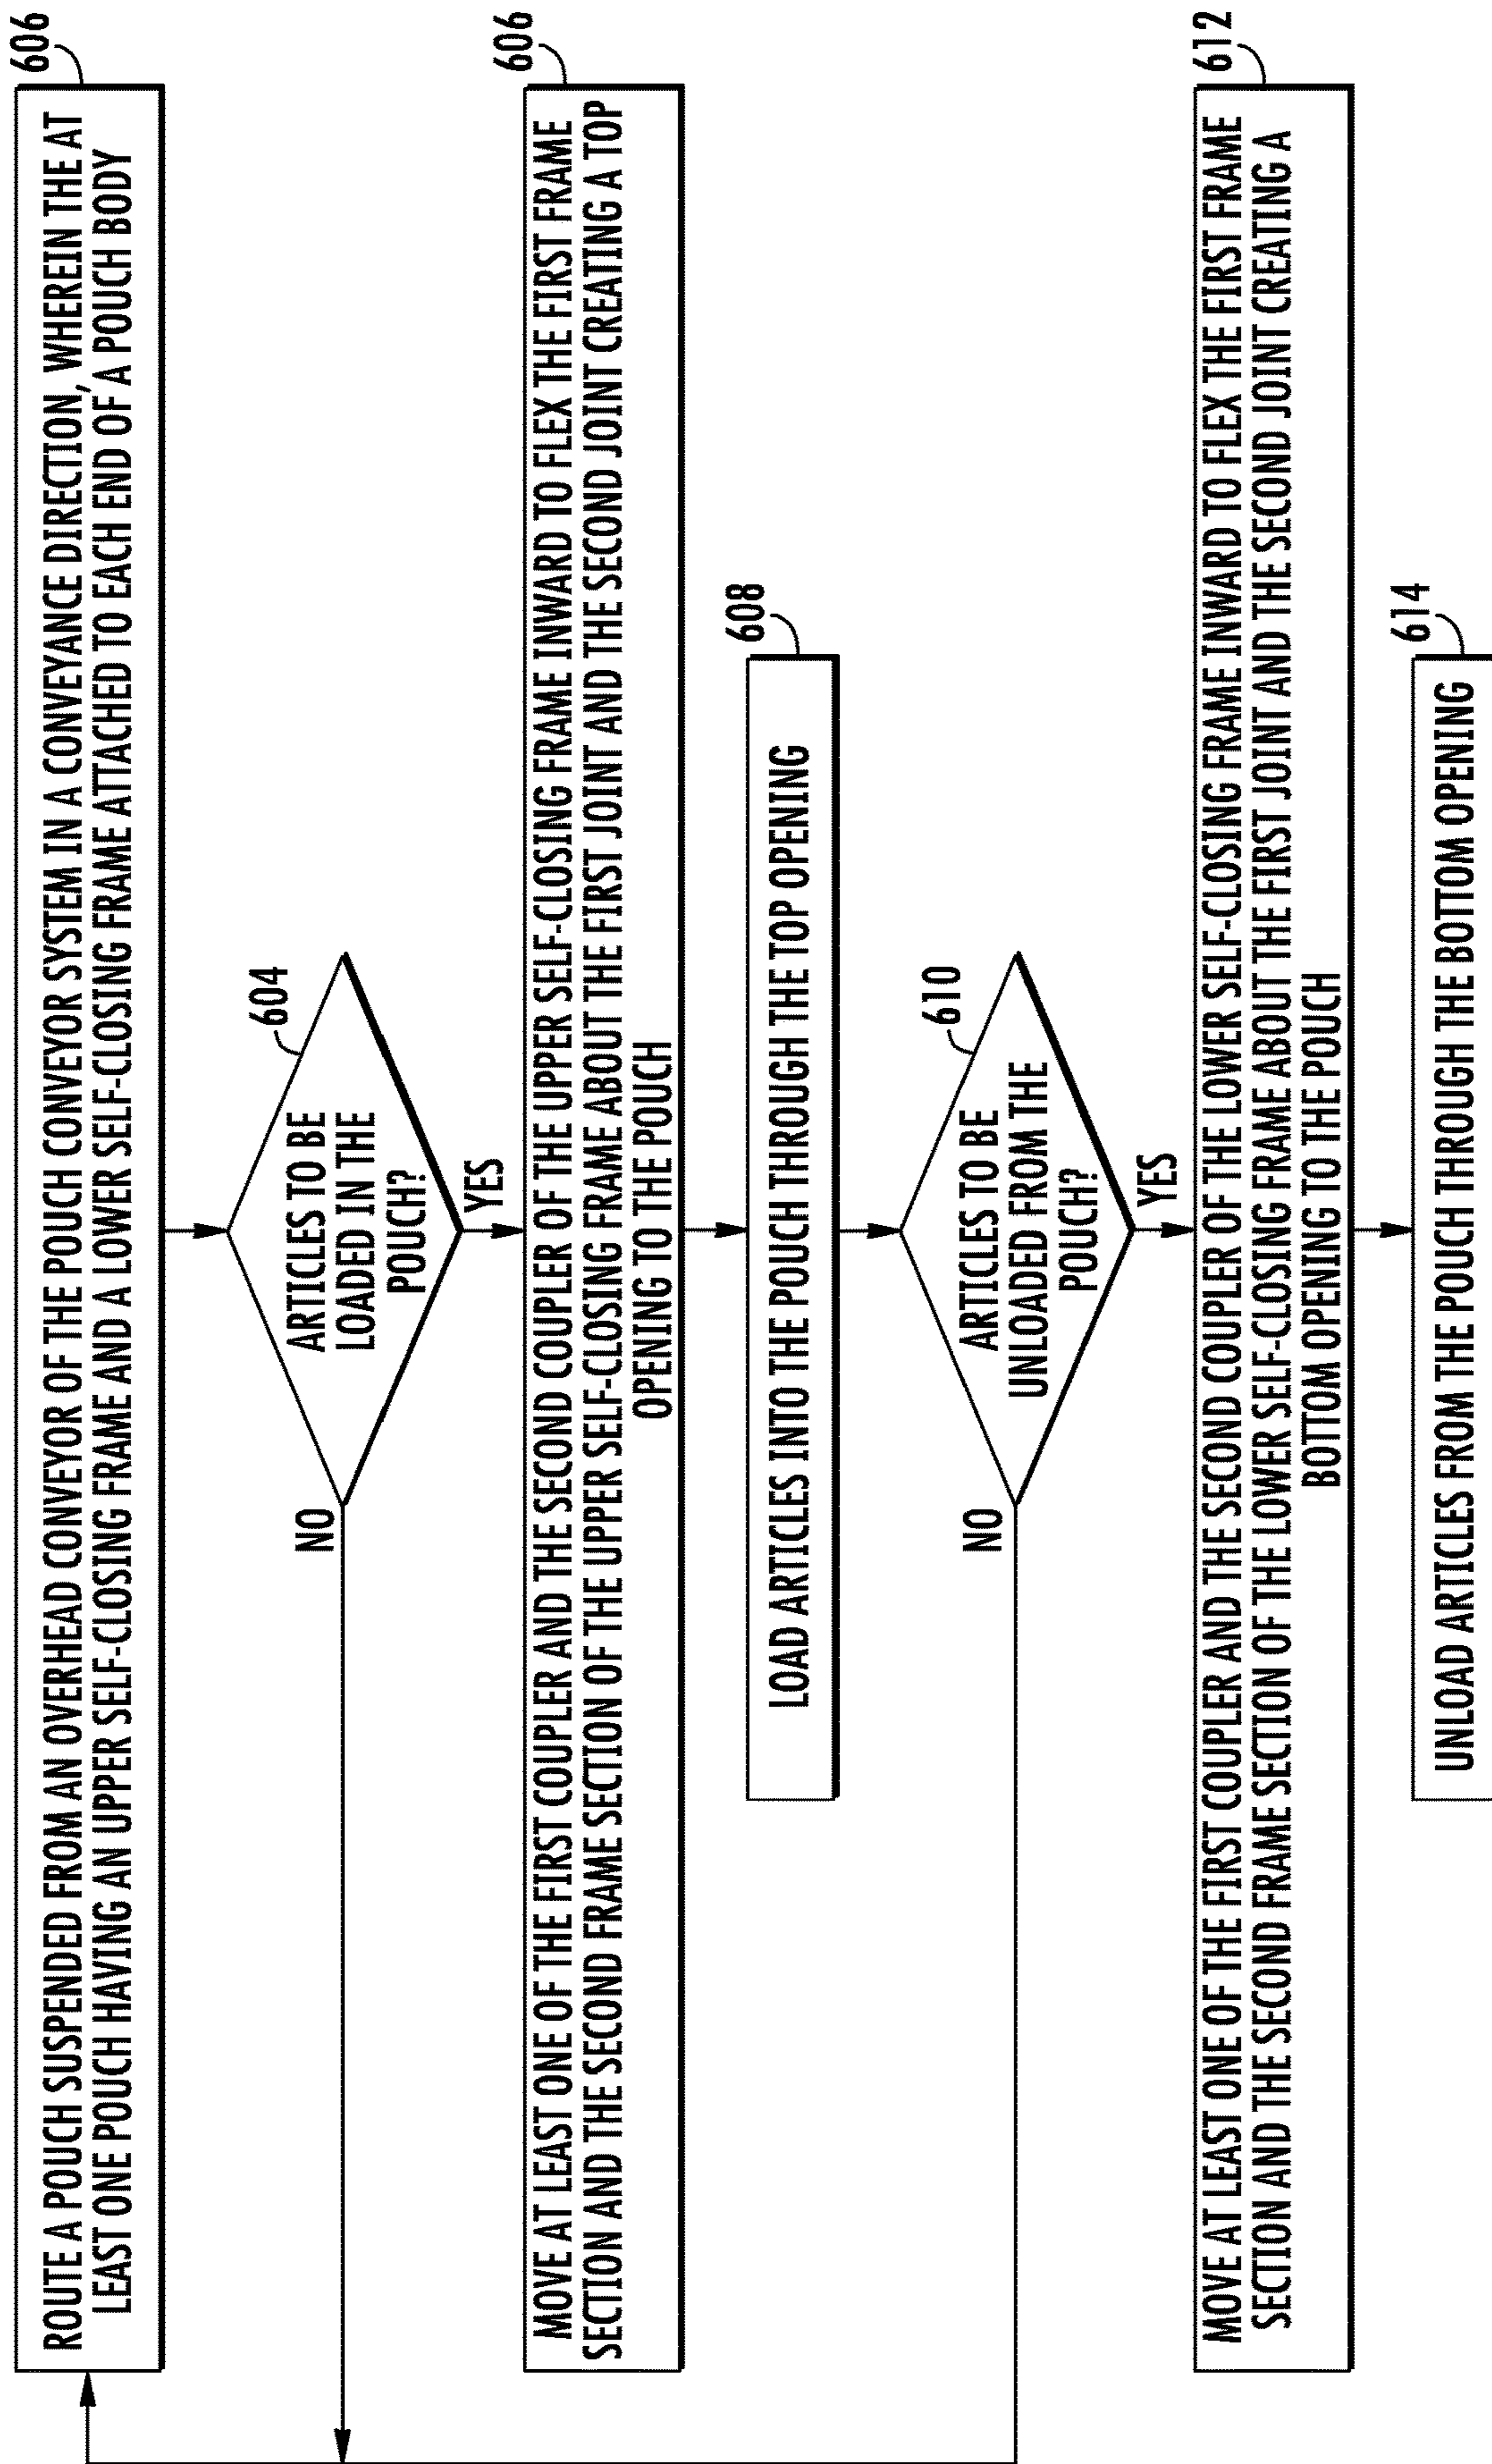 606
ROUTE A POUCH SUSPENDED FROM AN OVERHEAD CONVEYOR OF THE POUCH CONVEYOR SYSTEM IN A CONVEYANCE DIRECTION, WHEREIN THE AT
LEAST ONE POUCH HAVING AN UPPER SELF-CLOSING FRAME AND A LOWER SELF-CLOSING FRAME ATTACHED TO EACH END OF A POUCH BODY
604
ARTICLES TO BE
LOADED IN THE
POUCH?
NO
YES
606
MOVE AT LEAST ONE OF THE FIRST COUPLER AND THE SECOND COUPLER OF THE UPPER SELF-CLOSING FRAME INWARD TO FLEX THE FIRST FRAME
SECTION AND THE SECOND FRAME SECTION OF THE UPPER SELF-CLOSING FRAME ABOUT THE FIRST JOINT AND THE SECOND JOINT CREATING A TOP
OPENING TO THE POUCH
608
LOAD ARTICLES INTO THE POUCH THROUGH THE TOP OPENING
610
ARTICLES TO BE
UNLOADED FROM THE
POUCH?
NO
YES
612
MOVE AT LEAST ONE OF THE FIRST COUPLER AND THE SECOND COUPLER OF THE LOWER SELF-CLOSING FRAME INWARD TO FLEX THE FIRST FRAME
SECTION AND THE SECOND FRAME SECTION OF THE LOWER SELF-CLOSING FRAME ABOUT THE FIRST JOINT AND THE SECOND JOINT CREATING A
BOTTOM OPENING TO THE POUCH
614
UNLOAD ARTICLES FROM THE POUCH THROUGH THE BOTTOM OPENING